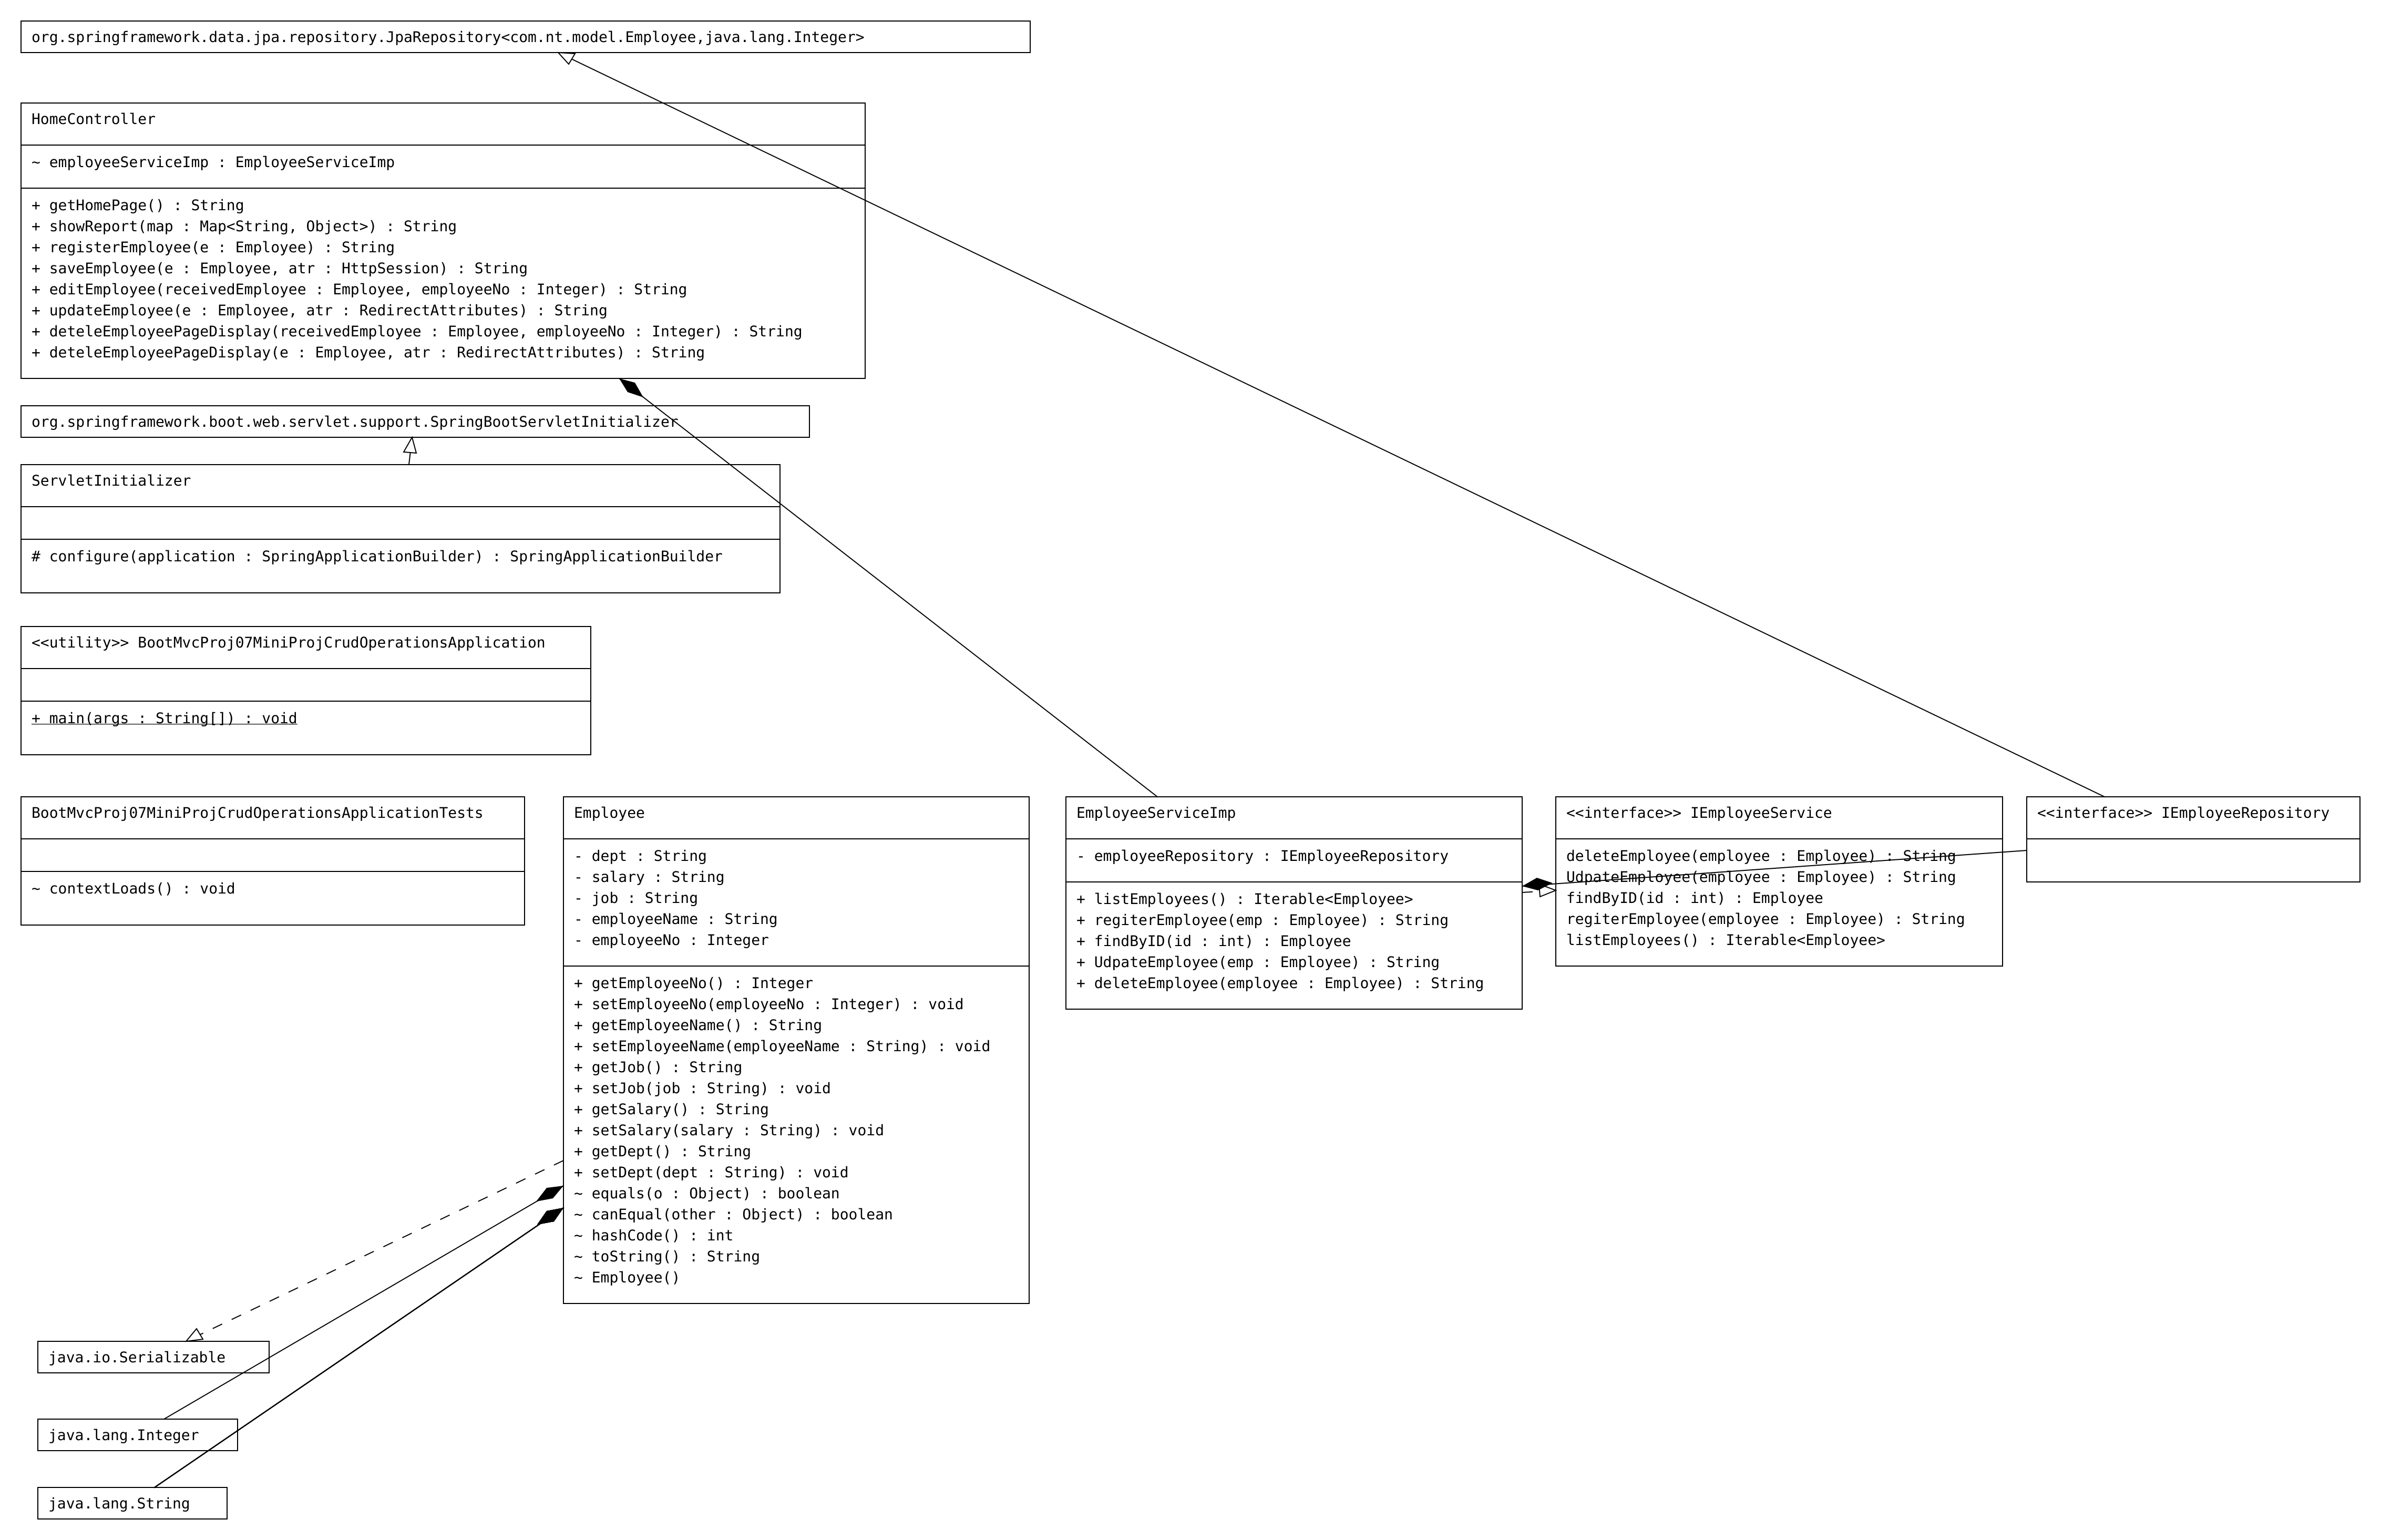 org.springframework.data.jpa.repository.JpaRepository<com.nt.model.Employee,java.lang.Integer>
HomeController
~ employeeServiceImp : EmployeeServiceImp
+ getHomePage() : String
+ showReport(map : Map<String, Object>) : String
+ registerEmployee(e : Employee) : String
+ saveEmployee(e : Employee, atr : HttpSession) : String
+ editEmployee(receivedEmployee : Employee, employeeNo : Integer) : String
+ updateEmployee(e : Employee, atr : RedirectAttributes) : String
+ deteleEmployeePageDisplay(receivedEmployee : Employee, employeeNo : Integer) : String
+ deteleEmployeePageDisplay(e : Employee, atr : RedirectAttributes) : String
org.springframework.boot.web.servlet.support.SpringBootServletInitializer
ServletInitializer
# configure(application : SpringApplicationBuilder) : SpringApplicationBuilder
<<utility>> BootMvcProj07MiniProjCrudOperationsApplication
+ main(args : String[]) : void
BootMvcProj07MiniProjCrudOperationsApplicationTests
~ contextLoads() : void
Employee
- dept : String
- salary : String
- job : String
- employeeName : String
- employeeNo : Integer
+ getEmployeeNo() : Integer
+ setEmployeeNo(employeeNo : Integer) : void
+ getEmployeeName() : String
+ setEmployeeName(employeeName : String) : void
+ getJob() : String
+ setJob(job : String) : void
+ getSalary() : String
+ setSalary(salary : String) : void
+ getDept() : String
+ setDept(dept : String) : void
~ equals(o : Object) : boolean
~ canEqual(other : Object) : boolean
~ hashCode() : int
~ toString() : String
~ Employee()
EmployeeServiceImp
- employeeRepository : IEmployeeRepository
+ listEmployees() : Iterable<Employee>
+ regiterEmployee(emp : Employee) : String
+ findByID(id : int) : Employee
+ UdpateEmployee(emp : Employee) : String
+ deleteEmployee(employee : Employee) : String
<<interface>> IEmployeeService
deleteEmployee(employee : Employee) : String
UdpateEmployee(employee : Employee) : String
findByID(id : int) : Employee
regiterEmployee(employee : Employee) : String
listEmployees() : Iterable<Employee>
<<interface>> IEmployeeRepository
java.io.Serializable
java.lang.Integer
java.lang.String